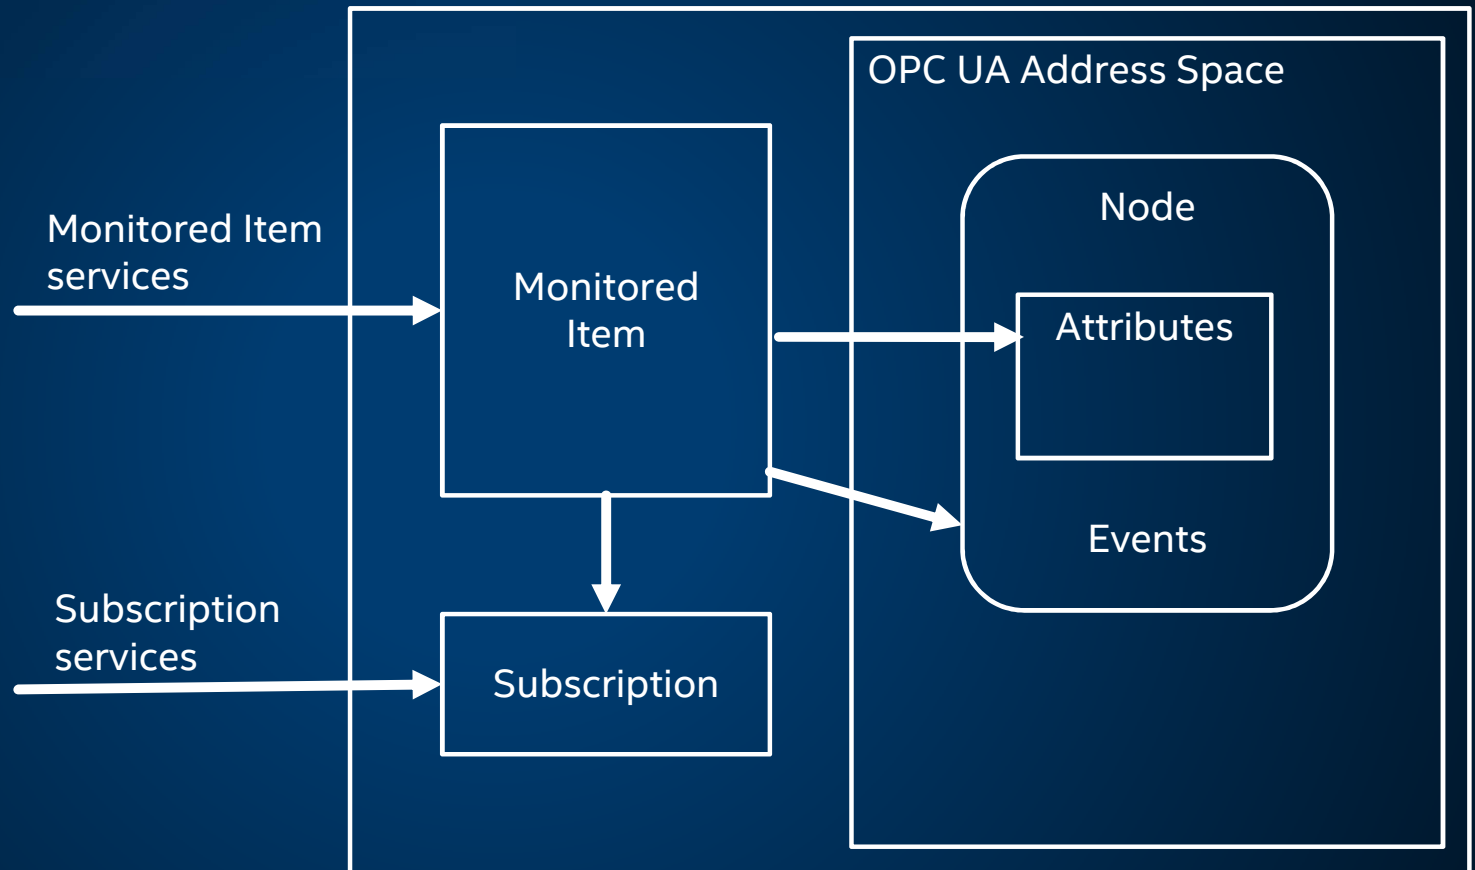 OPC UA Address Space
Node
Monitored Item
services
Monitored
Item
Attributes
Events
Subscription
services
Subscription